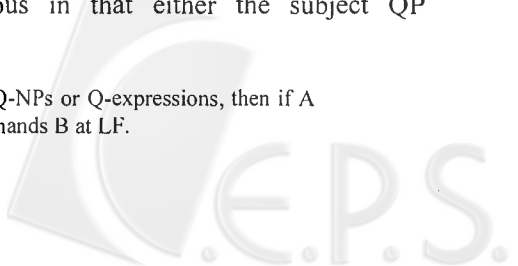 ous in that either the subject QP
Q-NPs or Q-expressions, then if A
nands B at LF.
C.E.P.S.